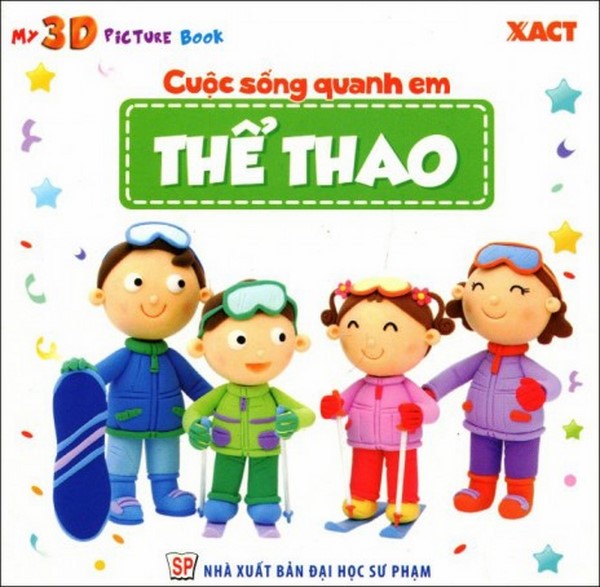 My 3D Picture Book
XACT
Cuộc sống quanh em
THỂ THAO
SP NHÀ XUẤT BẢN ĐẠI HỌC SƯ PHẠM